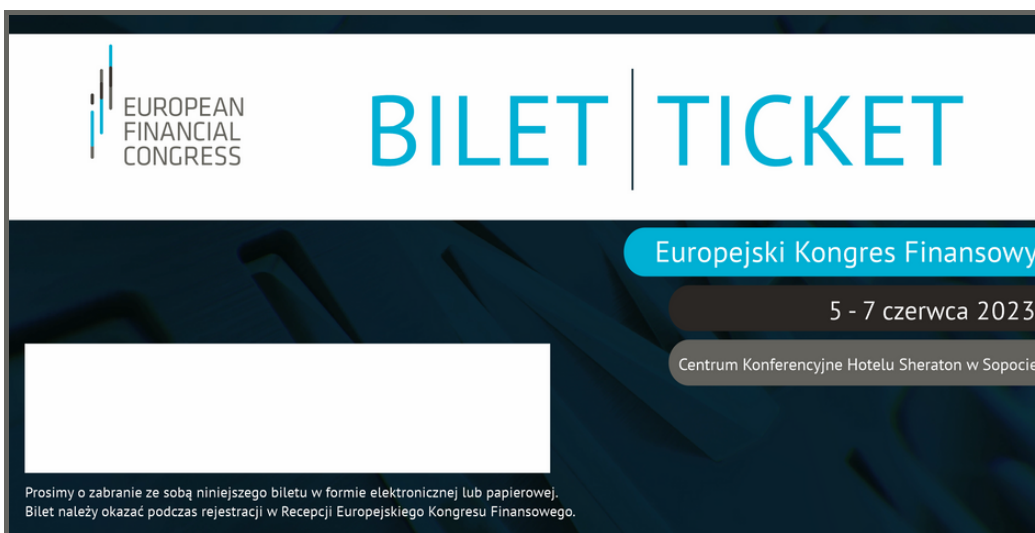 EUROPEAN
FINANCIAL
CONGRESS
BILET TICKET
Europejski Kongres Finansowy
5 - 7 czerwca 2023
Centrum Konferencyjne Hotelu Sheraton w Sopocie
Prosimy o zabranie ze sobą niniejszego biletu w formie elektronicznej lub papierowej.
Bilet należy okazać podczas rejestracji w Recepcji Europejskiego Kongresu Finansowego.